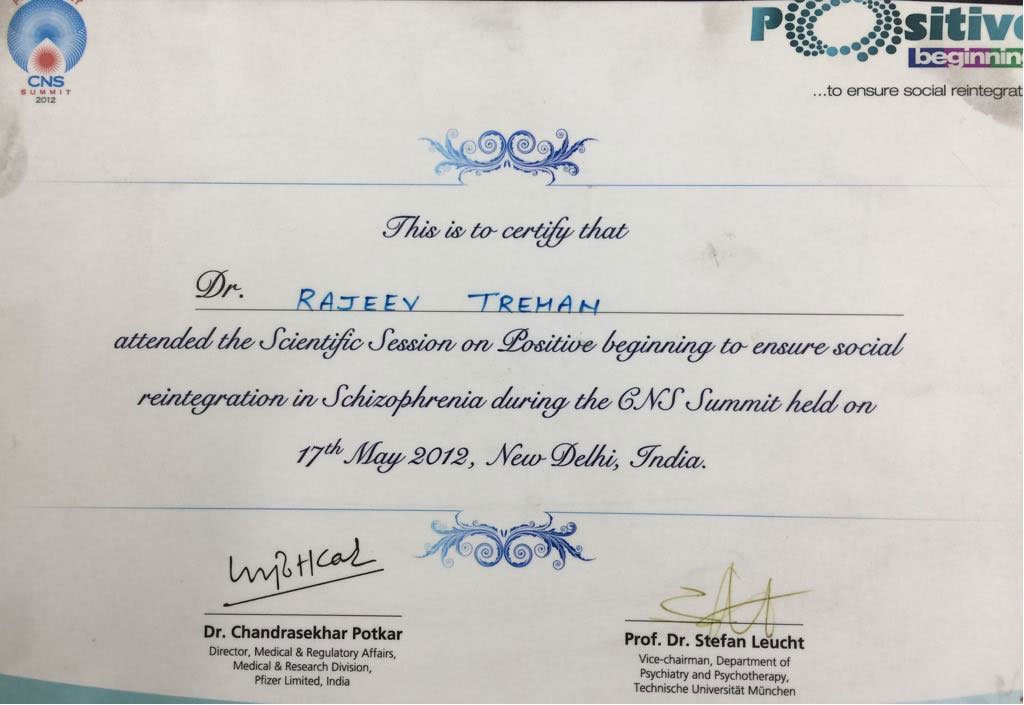 CNS
SUMMIT
2012
Positive
beginning
...to ensure social reintegrat
This is to certify that
Dr. RAJEEV TREHAN
attended the Scientific Session on Positive beginning to ensure social
reintegration in Schizophrenia during the CNS Summit held on
17th May 2012, New Delhi, India.
Dr. Chandrasekhar Potkar
Director, Medical & Regulatory Affairs,
Medical & Research Division,
Pfizer Limited, India
Prof. Dr. Stefan Leucht
Vice-chairman, Department of
Psychiatry and Psychotherapy,
Technische Universität München